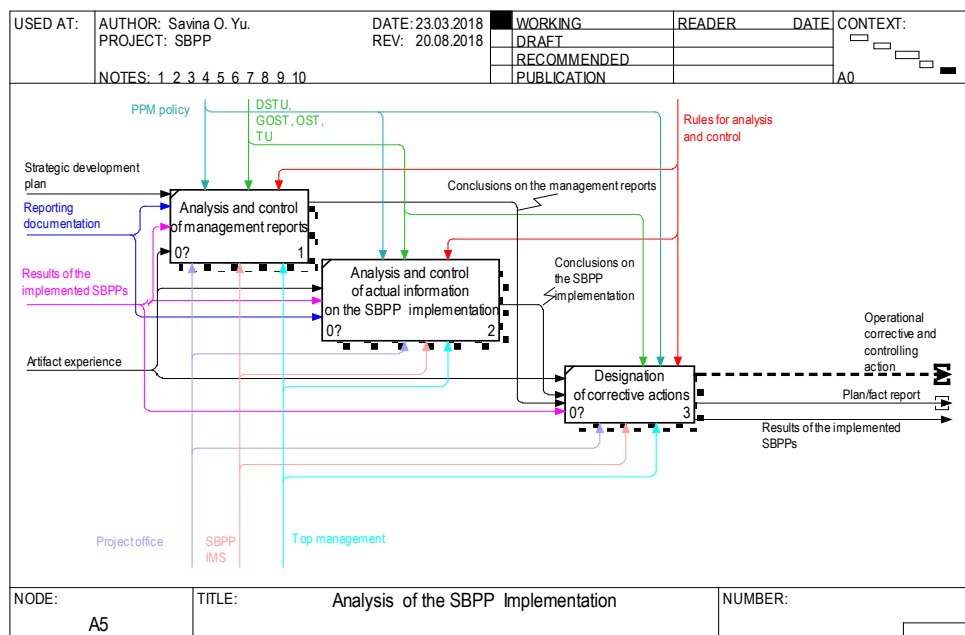 USED AT:
AUTHOR: Savina O. Yu.
DATE: 23.03.2018
PROJECT: SBPP
REV: 20.08.2018
NOTES: 1 2 3 4 5 6 7 8 9 10
WORKING
DRAFT
RECOMMENDED
PUBLICATION
READER
DATE
CONTEXT:
A0
PPM policy
DSTU,
GOST, OST,
TU
Rules for analysis
and control
Strategic development
plan
Reporting
documentation
Results of the
implemented SBPPs
Artifact experience
Analysis and control
of management reports
0?
1
Conclusions on the management reports
Analysis and control
of actual information
on the SBPP implementation
0?
2
Conclusions on
the SBPP
implementation
Designation
of corrective actions
0?
3
Operational
corrective and
controlling
action
Plan/fact report
Results of the implemented
SBPPs
Project office
SBPP
IMS
Top management
NODE:
A5
TITLE:
Analysis of the SBPP Implementation
NUMBER: